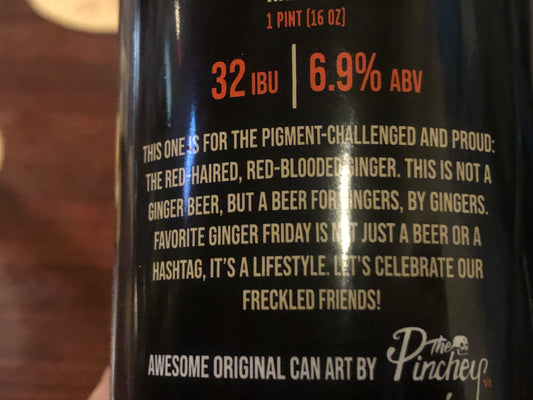 1 PINT (16 OZ)
32 IBU | 6.9% ABV
THIS ONE IS FOR THE PIGMENT-CHALLENGED AND PROUD:
THE RED-HAIRED, RED-BLOODED GINGER. THIS IS NOT A
GINGER BEER, BUT A BEER FOR GINGERS, BY GINGERS.
FAVORITE GINGER FRIDAY IS NOT JUST A BEER OR A
HASHTAG, IT'S A LIFESTYLE. LET'S CELEBRATE OUR
FRECKLED FRIENDS!
AWESOME ORIGINAL CAN ART BY The Pincheys